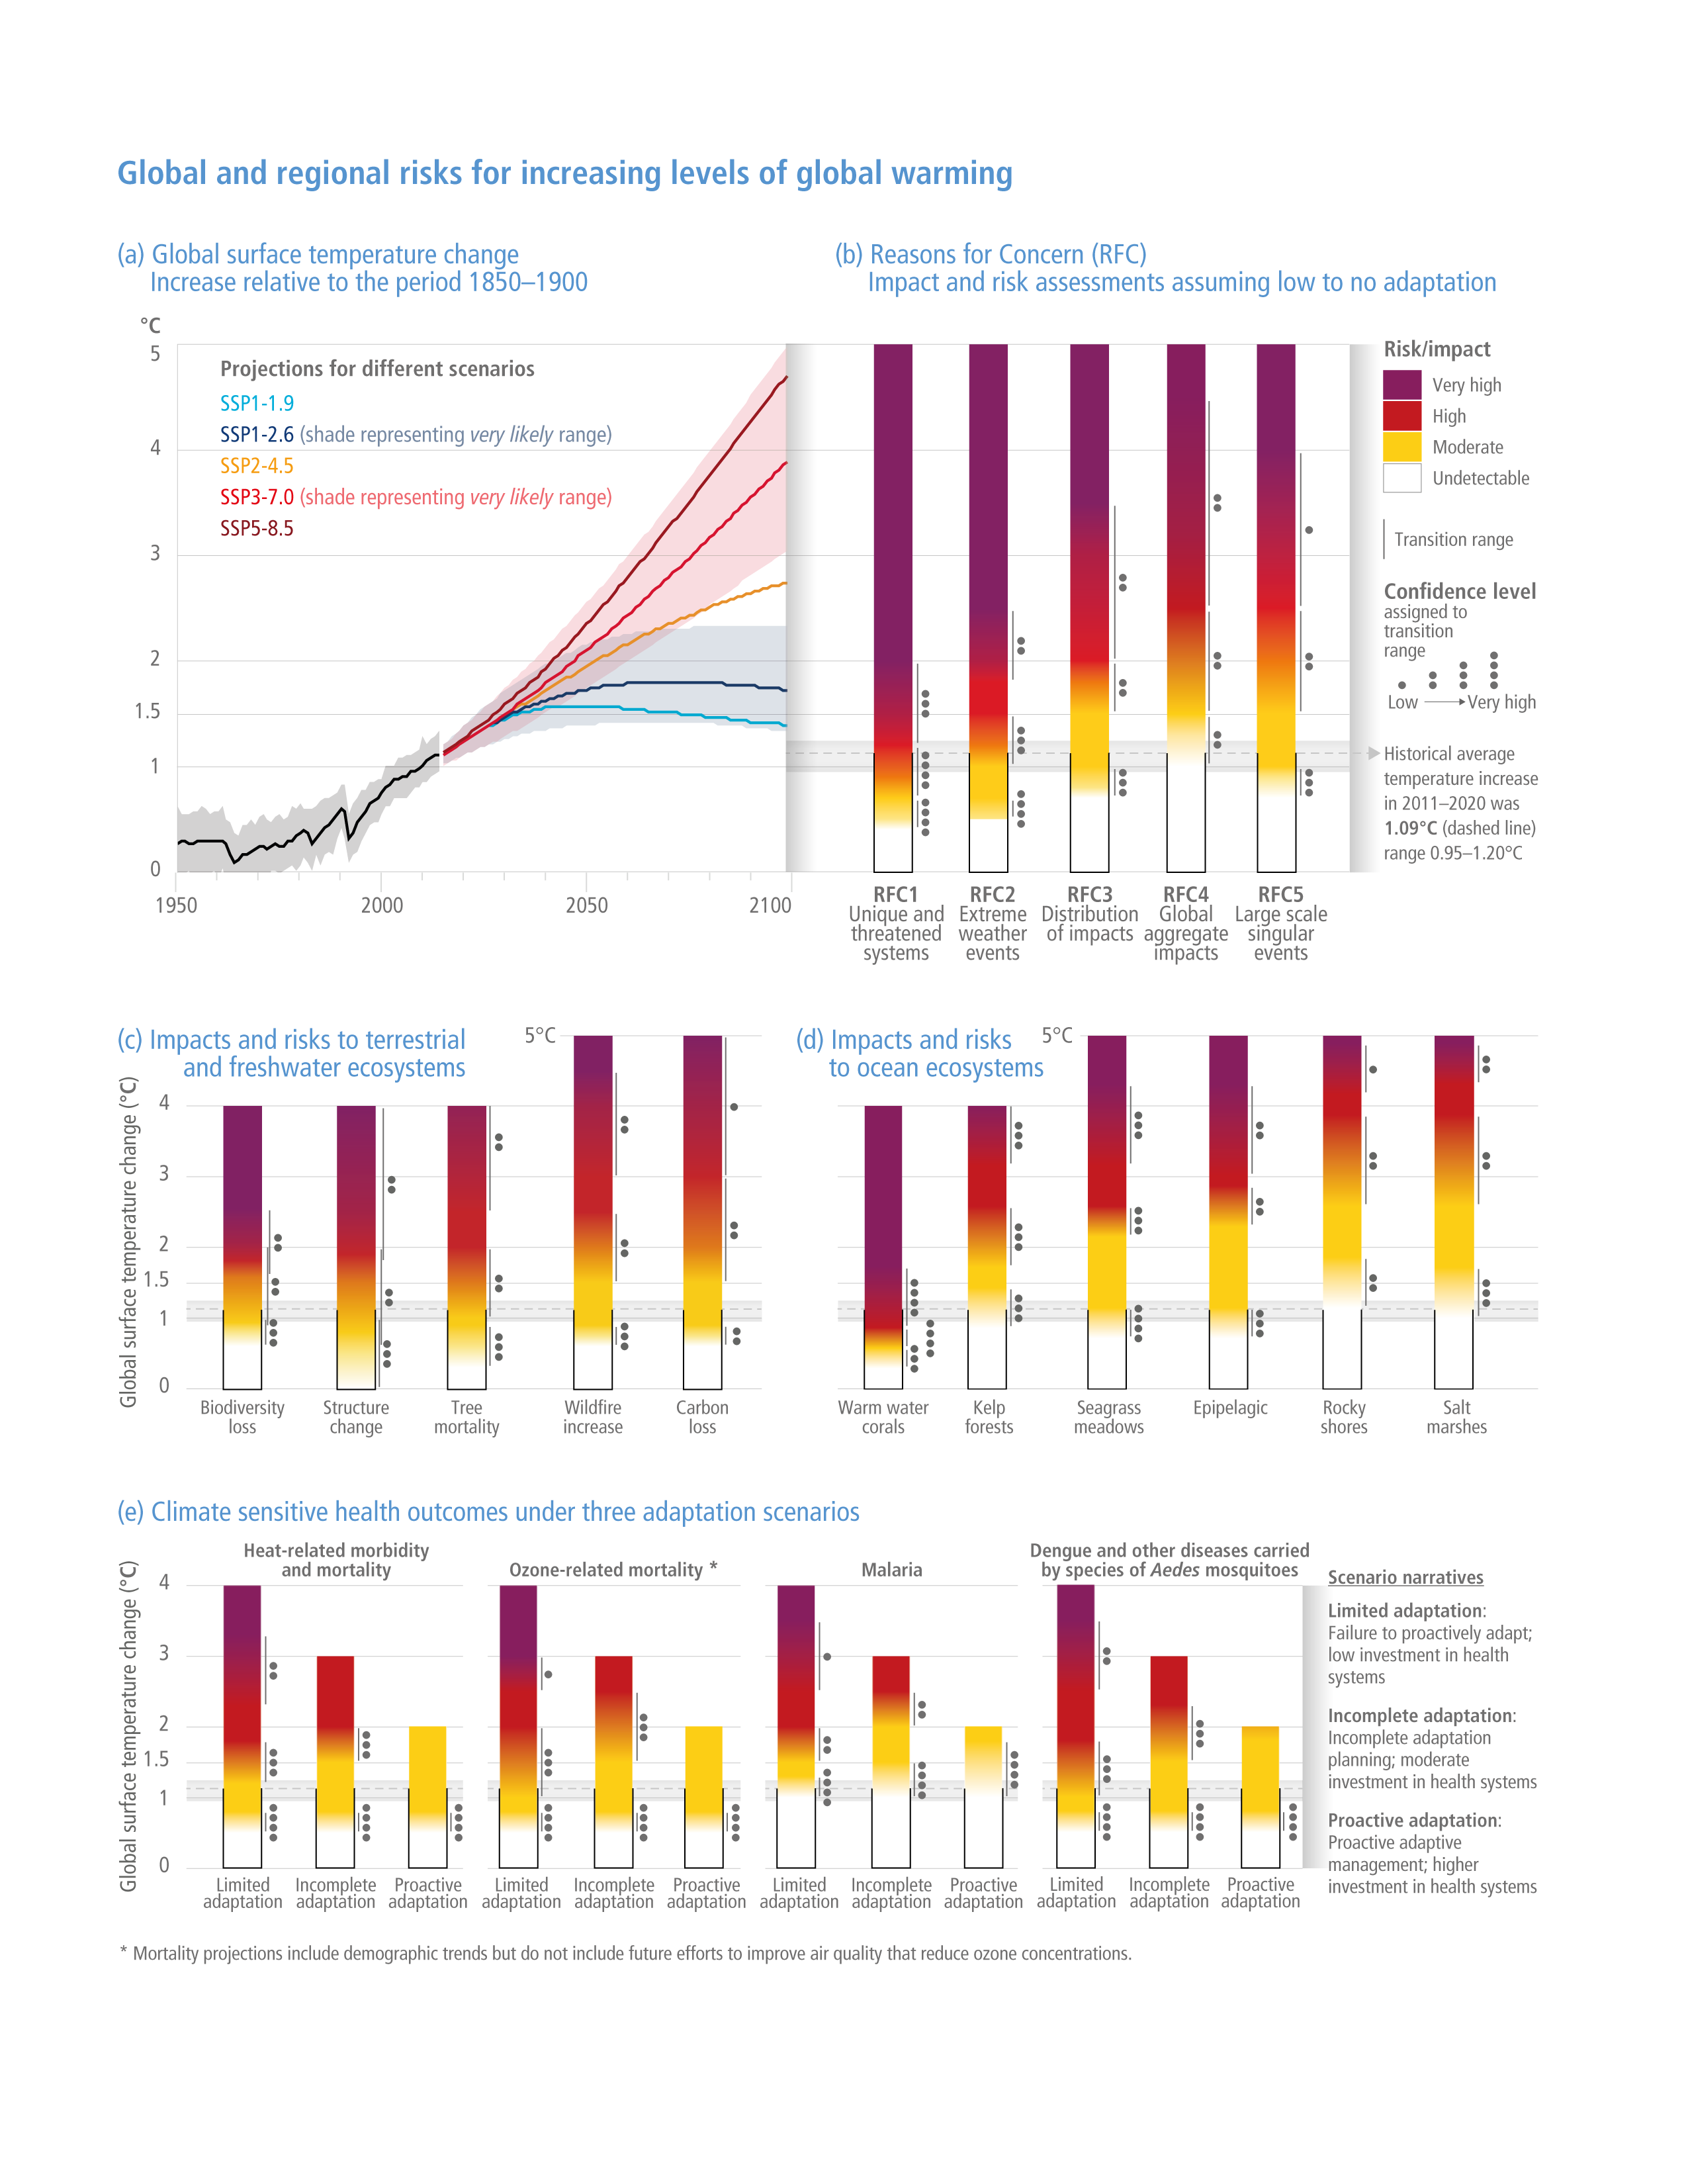 Global and regional risks for increasing levels of global warming
(a) Global surface temperature change
Increase relative to the period 1850–1900
°C
5
4
3
2
1.5
1
0
Projections for different scenarios
SSP1-1.9
SSP1-2.6 (shade representing very likely range)
SSP2-4.5
SSP3-7.0 (shade representing very likely range)
SSP5-8.5
1950
2000
2050
2100
(b) Reasons for Concern (RFC)
Impact and risk assessments assuming low to no adaptation
RFC1
Unique and
threatened
systems
RFC2
Extreme
weather
events
RFC3
Distribution
of impacts
RFC4
Global
aggregate
impacts
RFC5
Large scale
singular
events
Risk/impact
Very high
High
Moderate
Undetectable
Transition range
Confidence level
assigned to
transition
range
Low
Very high
Historical average
temperature increase
in 2011–2020 was
1.09°C (dashed line)
range 0.95–1.20°C
(c) Impacts and risks to terrestrial
and freshwater ecosystems
5°C
Global surface temperature change (°C)
4
3
2
1.5
1
0
Biodiversity
loss
Structure
change
Tree
mortality
Wildfire
increase
Carbon
loss
(d) Impacts and risks
to ocean ecosystems
5°C
Warm water
corals
Kelp
forests
Seagrass
meadows
Epipelagic
Rocky
shores
Salt
marshes
(e) Climate sensitive health outcomes under three adaptation scenarios
Global surface temperature change (°C)
4
3
2
1.5
1
0
Heat-related morbidity
and mortality
Limited
adaptation
Incomplete
adaptation
Proactive
adaptation
Ozone-related mortality *
Limited
adaptation
Incomplete
adaptation
Proactive
adaptation
Malaria
Limited
adaptation
Incomplete
adaptation
Proactive
adaptation
Dengue and other diseases carried
by species of Aedes mosquitoes
Limited
adaptation
Incomplete
adaptation
Proactive
adaptation
Scenario narratives
Limited adaptation:
Failure to proactively adapt;
low investment in health
systems
Incomplete adaptation:
Incomplete adaptation
planning; moderate
investment in health systems
Proactive adaptation:
Proactive adaptive
management; higher
investment in health systems
* Mortality projections include demographic trends but do not include future efforts to improve air quality that reduce ozone concentrations.